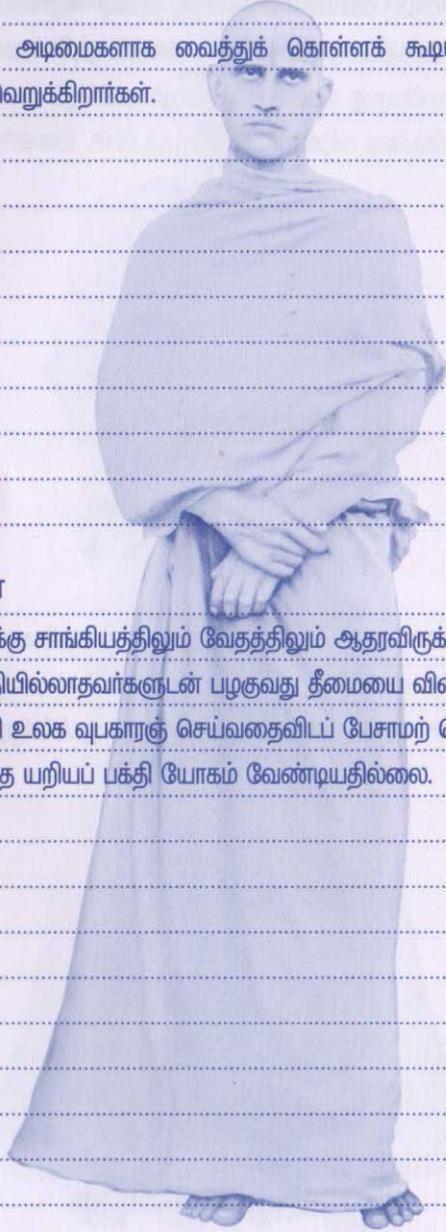 அடிமைகளாக வைத்துக் கொள்ளக் கூடிய
வெறுக்கிறார்கள்.
க்கு சாங்கியத்திலும் வேதத்திலும் ஆதரவிருக்
தியில்லாதவர்களுடன் பழகுவது தீமையை வி
உலக வுபகாரஞ் செய்வதைவிடப் பேசாமற்
யறியப் பக்தி யோகம் வேண்டியதில்லை.